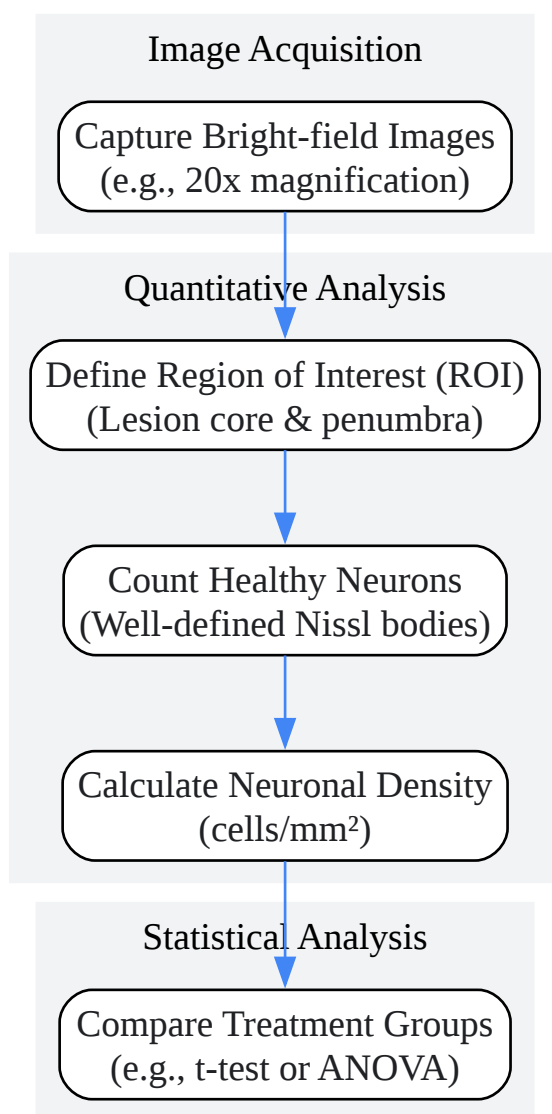 Image Acquisition
Capture Bright-field Images
(e.g., 20x magnification)
Quantitative Analysis
Define Region of Interest (ROI)
(Lesion core & penumbra)
Count Healthy Neurons
(Well-defined Nissl bodies)
Calculate Neuronal Density
(cells/mm²)
Statistical Analysis
Compare Treatment Groups
(e.g., t-test or ANOVA)